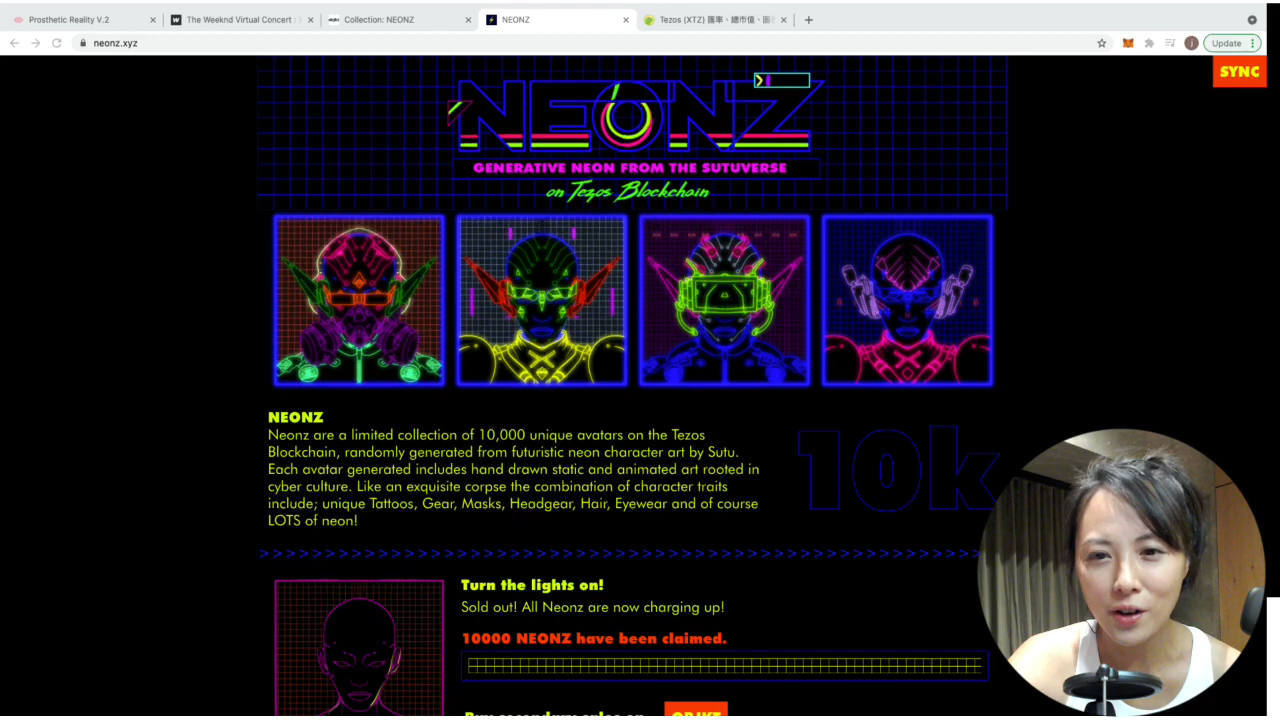 Prosthetic Reality V.2
The Weeknd Virtual Concert :
Collection: NEONZ
NEONZ
Tezos (XTZ) 匯率、總市值、圖
neonz.xyz
Update
SYNC
NEONZ
GENERATIVE NEON FROM THE SUTUVERSE
on Tezos Blockchain
NEONZ
Neonz are a limited collection of 10,000 unique avatars on the Tezos
Blockchain, randomly generated from futuristic neon character art by Sutu.
Each avatar generated includes hand drawn static and animated art rooted in
cyber culture. Like an exquisite corpse the combination of character traits
include; unique Tattoos, Gear, Masks, Headgear, Hair, Eyewear and of course
LOTS of neon!
10k
> > > > > > > > > > > > > > > > > > > > > > > > > > > > > > > > > > > > > > > > > > > > > > > > > > > > >
Turn the lights on!
Sold out! All Neonz are now charging up!
10000 NEONZ have been claimed.
Buy secondary sales on
OBJKT